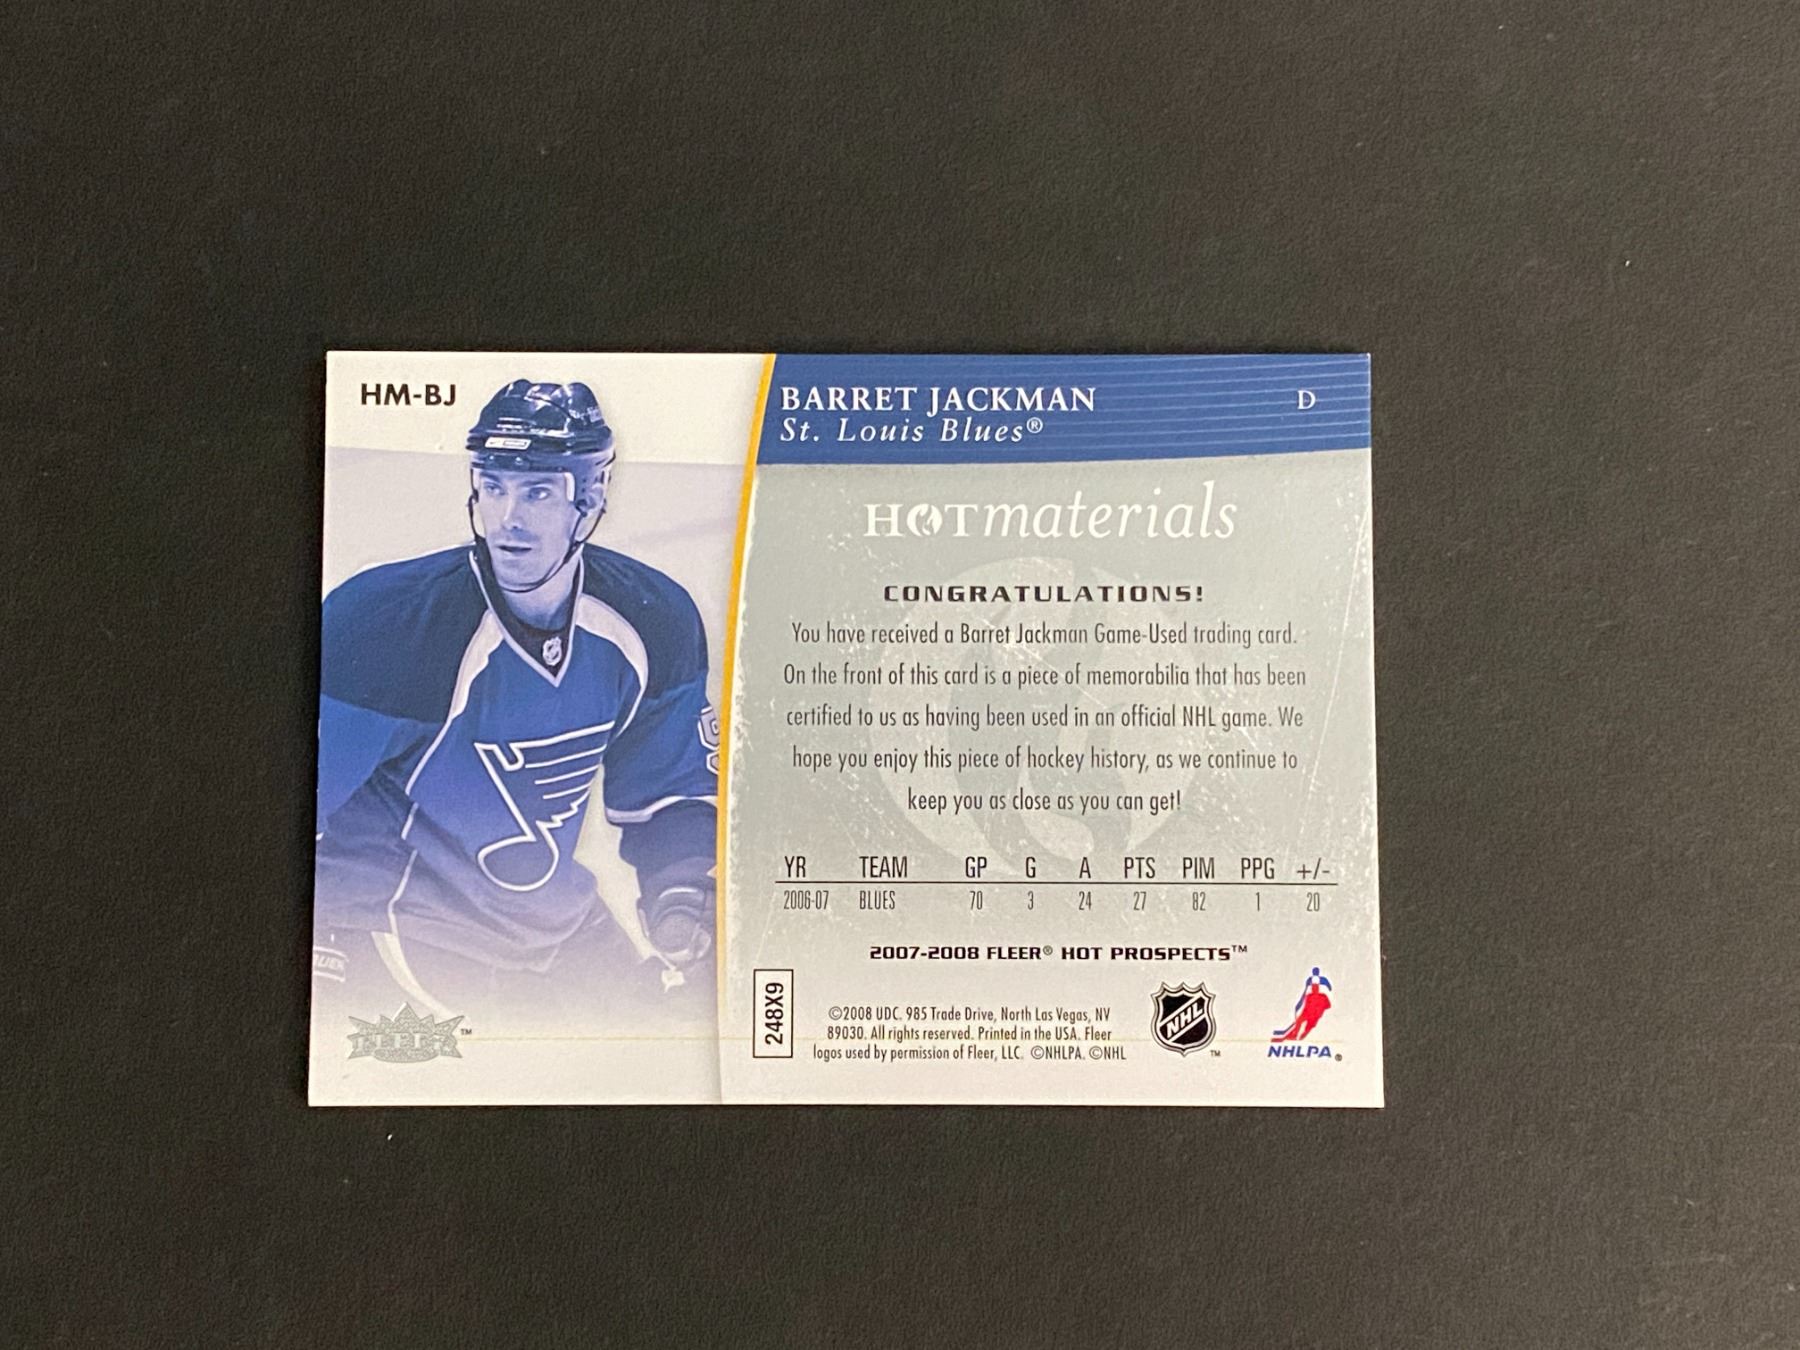 HM-BJ
BARRET JACKMAN
D
St. Louis Blues®
HOTmaterials
CONGRATULATIONS!
You have received a Barret Jackman Game-Used trading card.
On the front of this card is a piece of memorabilia that has been
certified to us as having been used in an official NHL game. We
hope you enjoy this piece of hockey history, as we continue to
keep you as close as you can get!
YR TEAM GP G A PTS PIM PPG +/-
2006-07 BLUES 70 3 24 27 82 1 20
2007-2008 FLEER® HOT PROSPECTS™
248X9
©2008 UDC. 985 Trade Drive, North Las Vegas, NV
89030. All rights reserved. Printed in the USA. Fleer
logos used by permission of Fleer, LLC. ©NHLPA. ©NHL
NHL™
NHLPA®
FLEER™